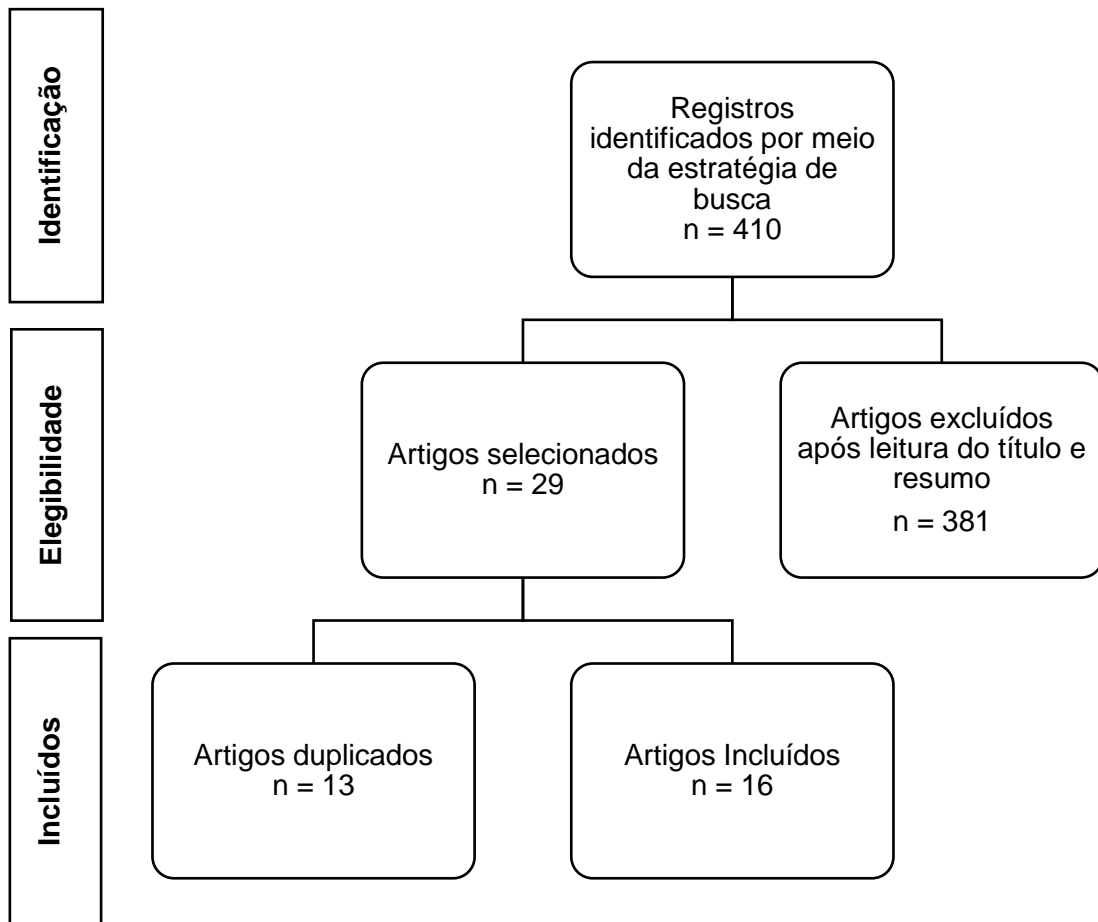 Identificação
Registros
identificados por meio
da estratégia de
busca
n = 410
Elegibilidade
Artigos selecionados
n = 29
Artigos excluídos
após leitura do título e
resumo
n = 381
Incluídos
Artigos duplicados
n = 13
Artigos Incluídos
n = 16